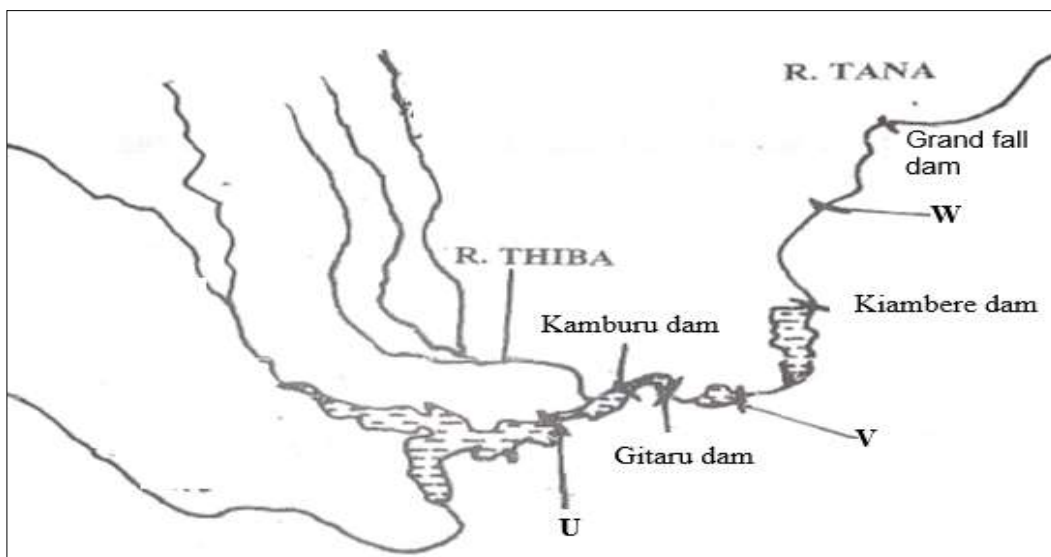 R. TANA
Grand fall
dam
W
R. THIBA
Kiambere dam
Kamburu dam
V
Gitaru dam
U